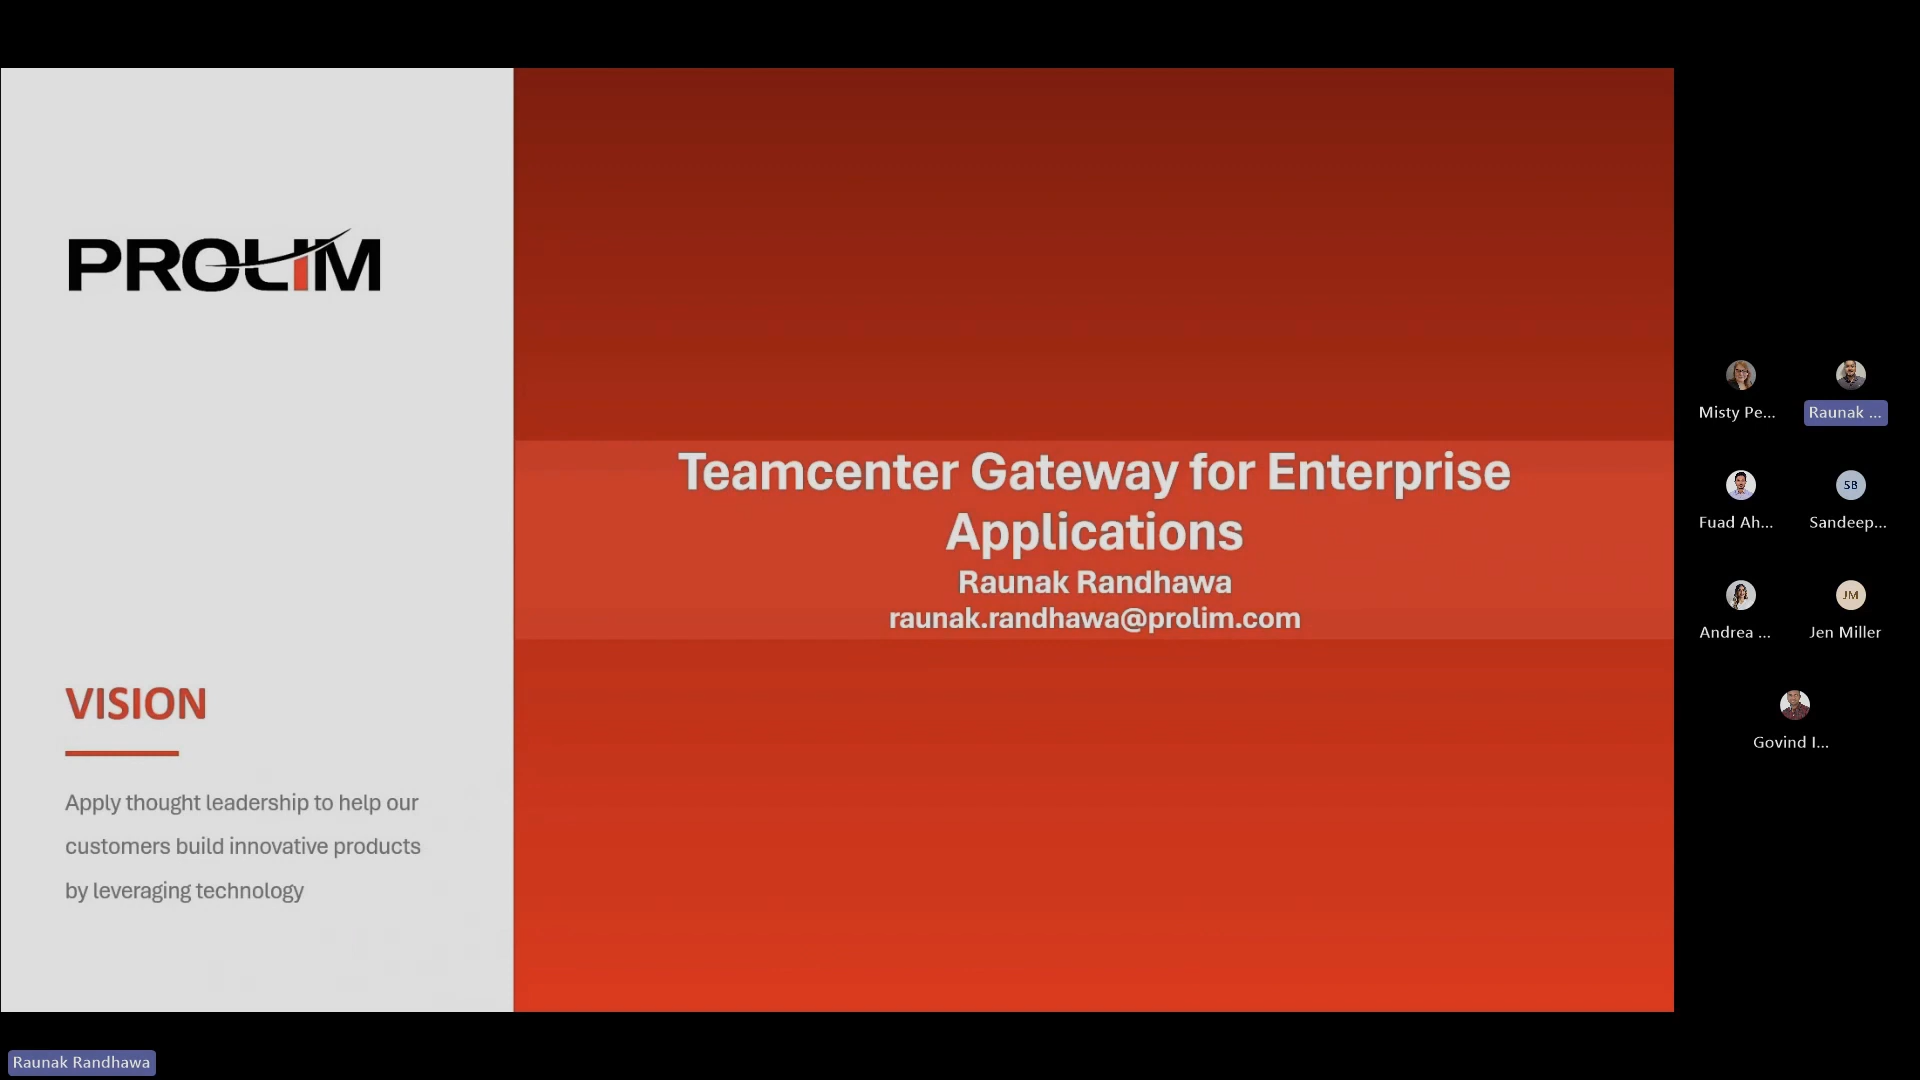 PROLIM
VISION
Apply thought leadership to help our
customers build innovative products
by leveraging technology
Teamcenter Gateway for Enterprise
Applications
Raunak Randhawa
raunak.randhawa@prolim.com
Misty Pe...
Raunak ...
SB
Fuad Ah...
Sandeep...
JM
Andrea ...
Jen Miller
Govind I...
Raunak Randhawa